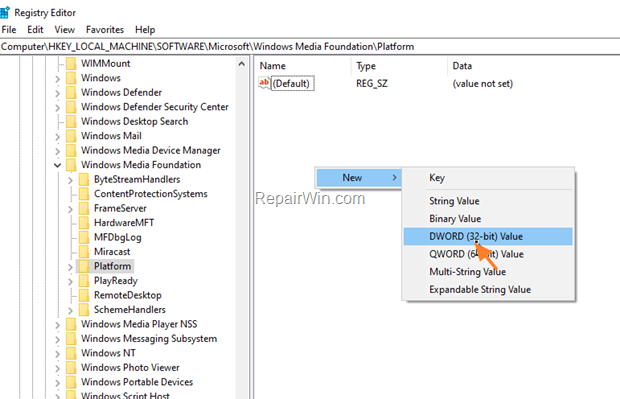 Registry Editor
File Edit View Favorites Help
Computer\HKEY_LOCAL_MACHINE\SOFTWARE\Microsoft\Windows Media Foundation\Platform
WIMMount
Windows
Windows Defender
Windows Defender Security Center
Windows Desktop Search
Windows Mail
Windows Media Device Manager
Windows Media Foundation
ByteStreamHandlers
ContentProtectionSystems
FrameServer
HardwareMFT
MFDbgLog
Miracast
Platform
PlayReady
RemoteDesktop
SchemeHandlers
Windows Media Player NSS
Windows Messaging Subsystem
Windows NT
Windows Photo Viewer
Windows Portable Devices
Windows Script Host
Name Type Data
ab (Default) REG_SZ (value not set)
New
Key
String Value
Binary Value
DWORD (32-bit) Value
QWORD (64-bit) Value
Multi-String Value
Expandable String Value
RepairWin.com